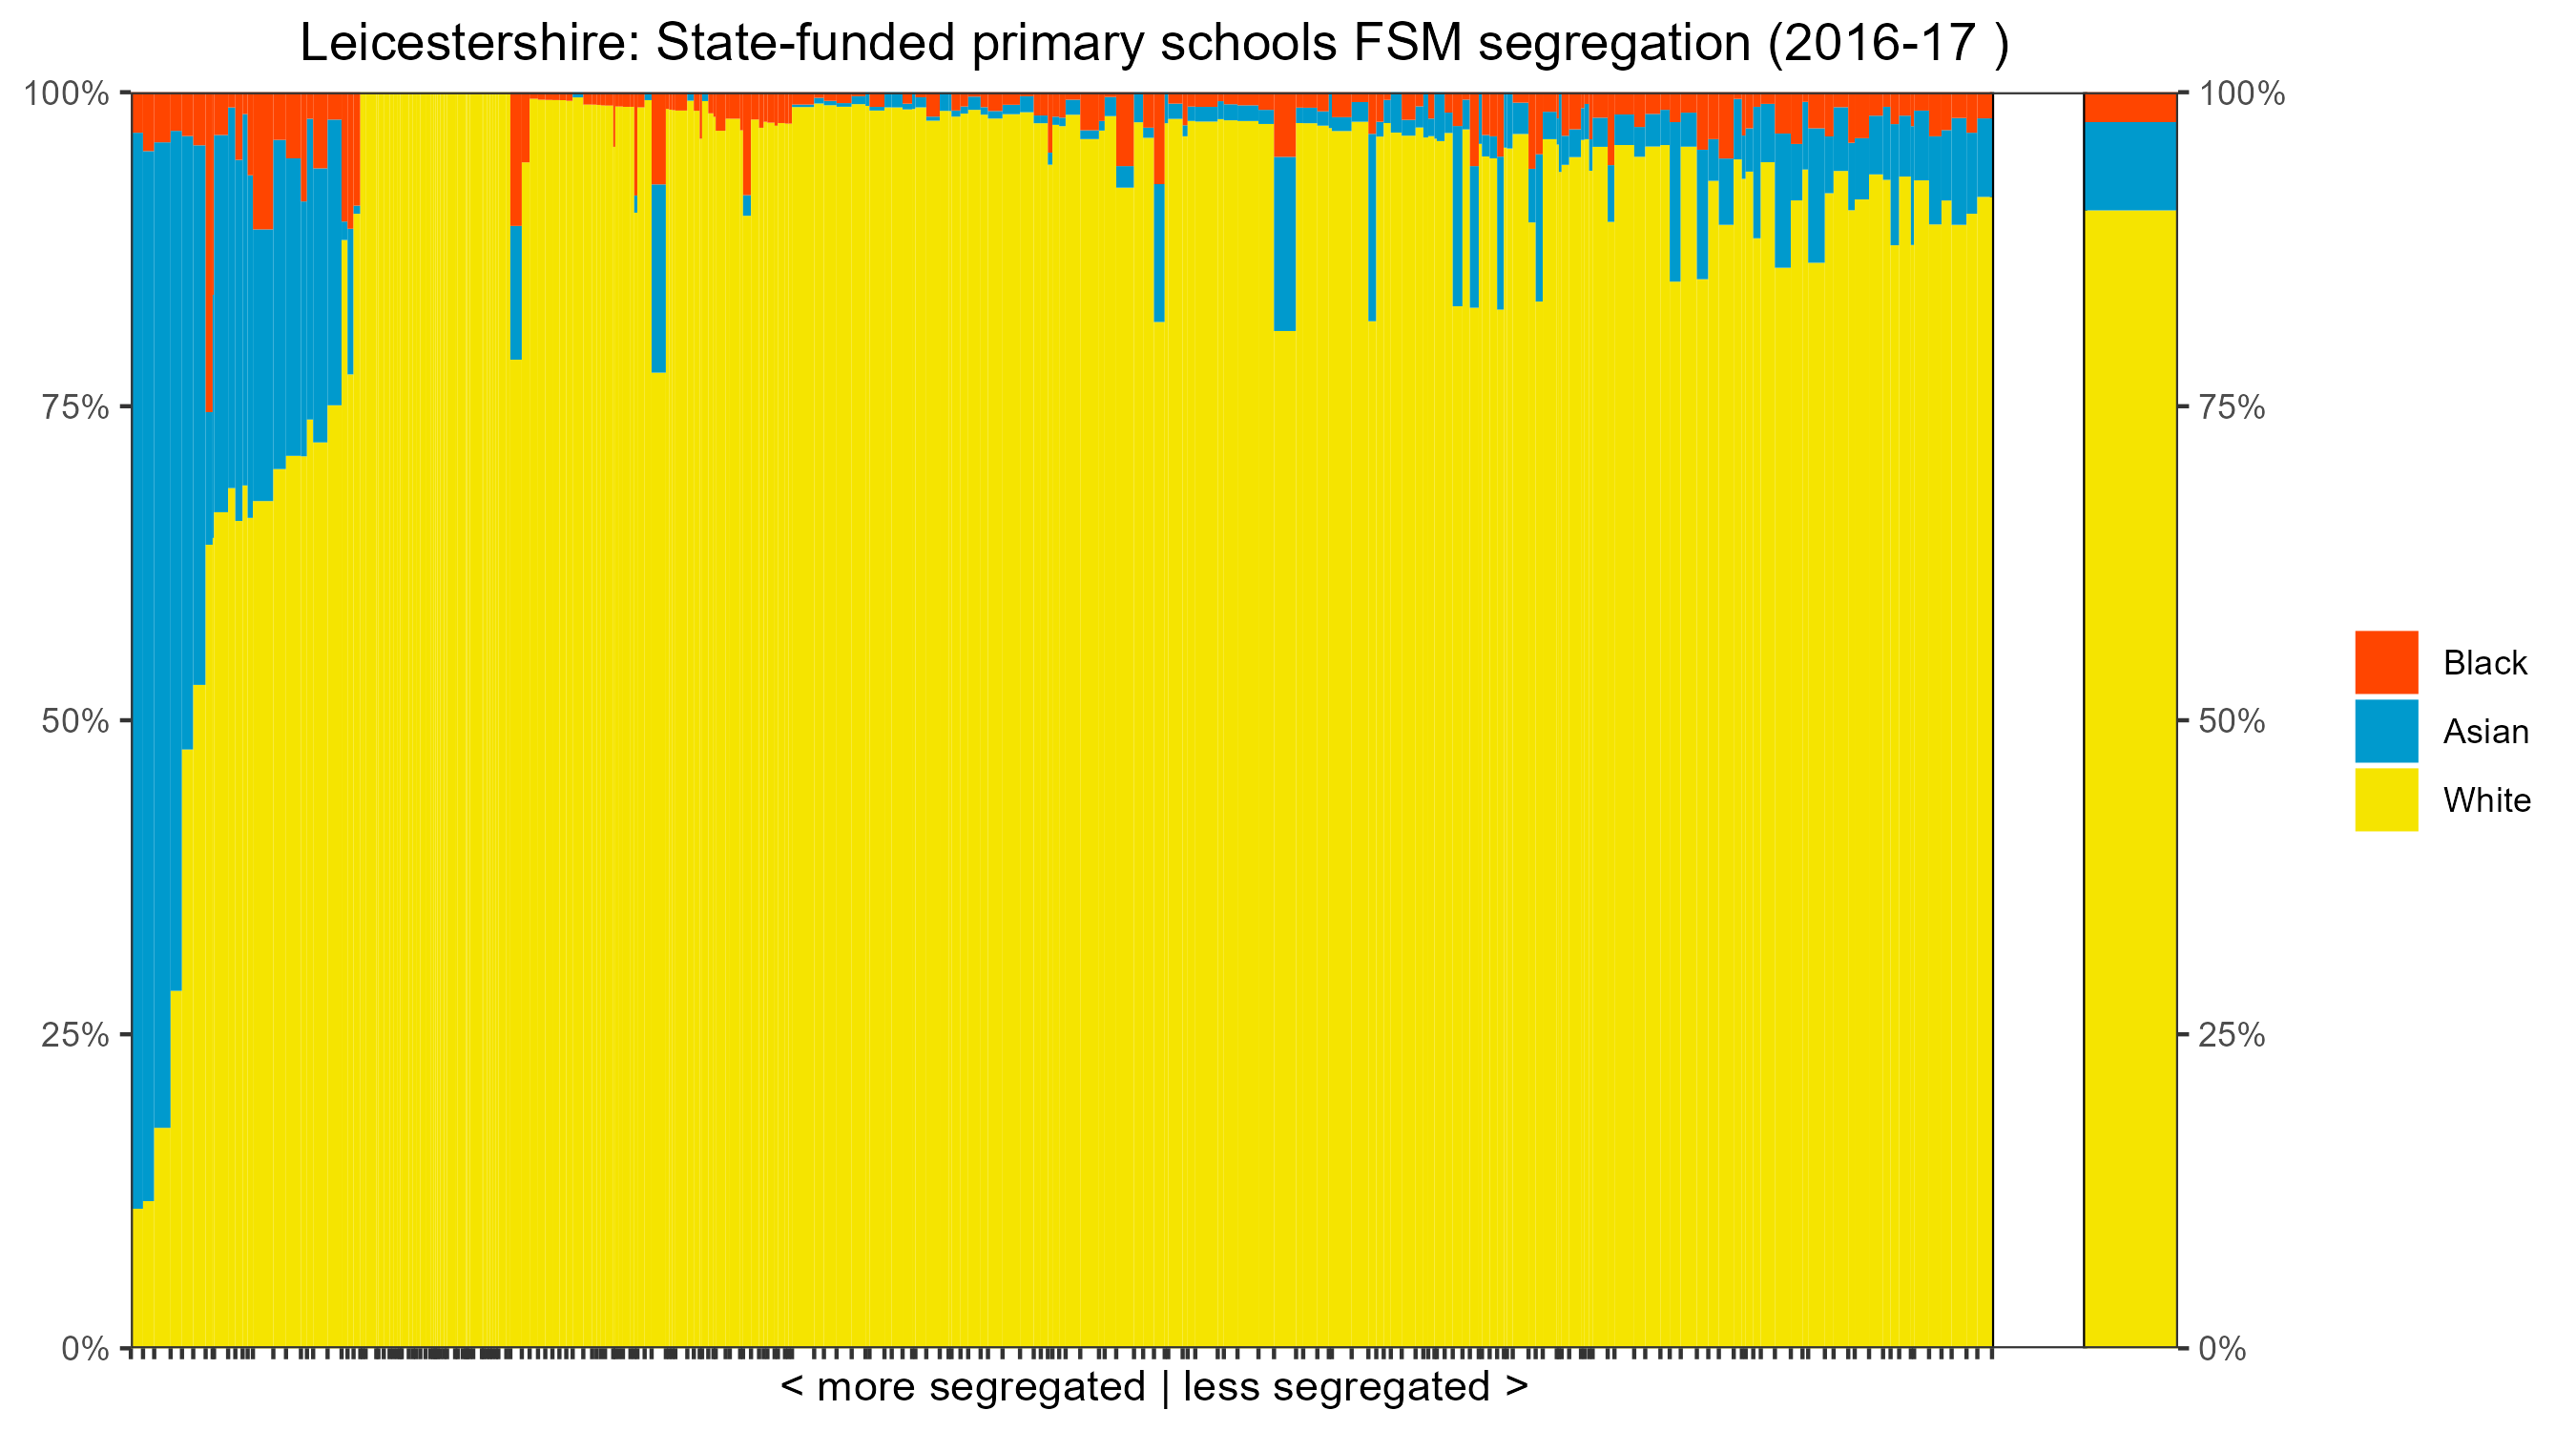 Leicestershire: State-funded primary schools FSM segregation (2016-17 )
100%
75%
50%
25%
0%
100%
75%
50%
25%
0%
Black
Asian
White
< more segregated | less segregated >